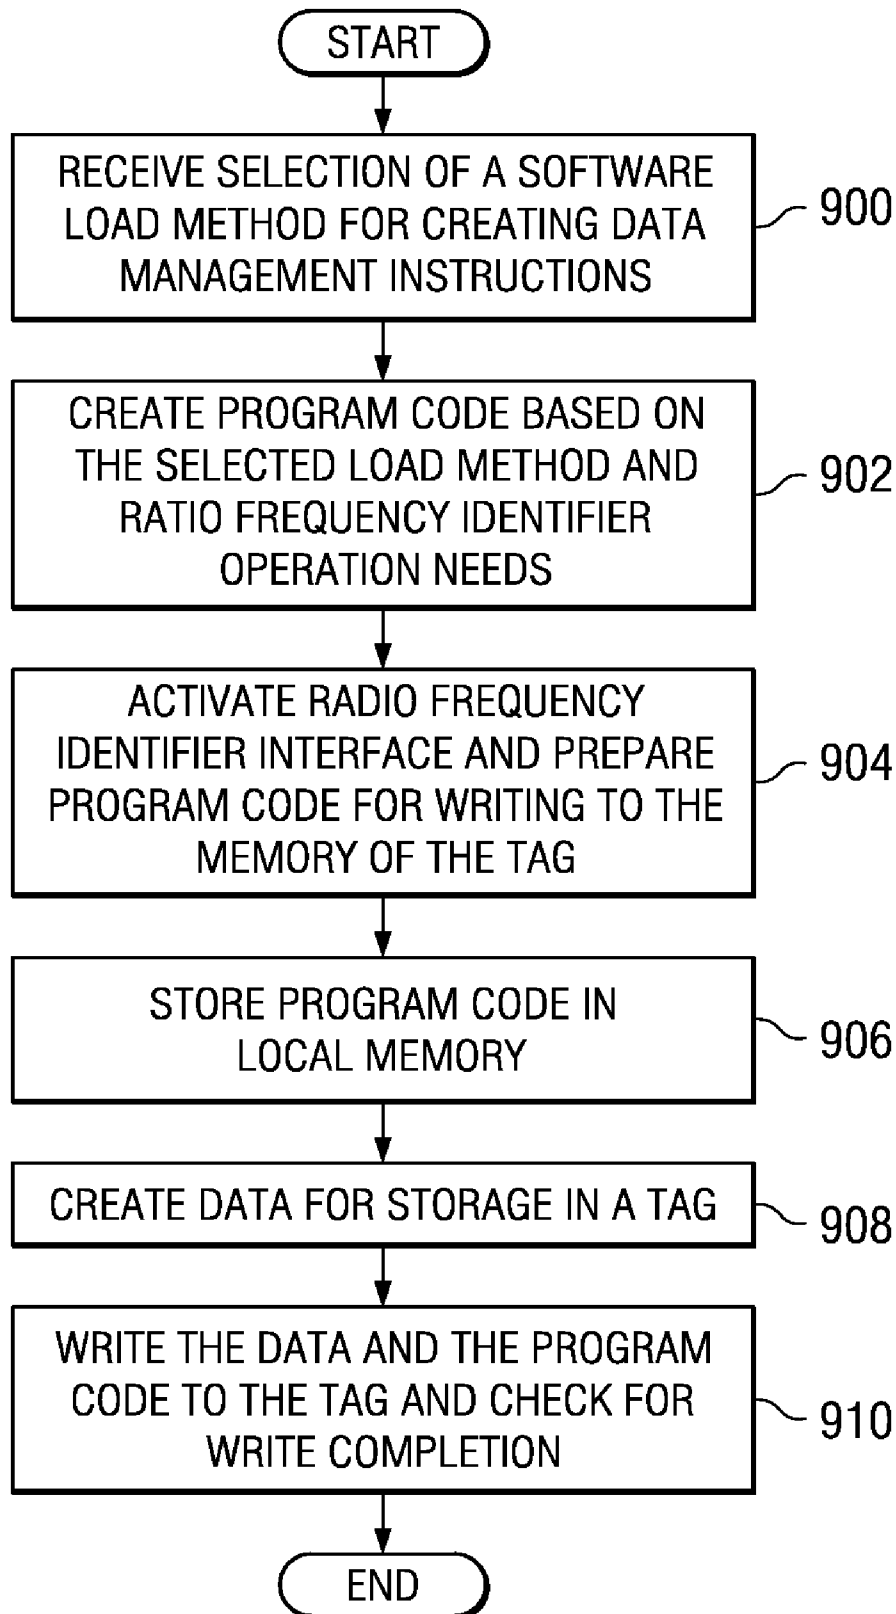 START
RECEIVE SELECTION OF A SOFTWARE
LOAD METHOD FOR CREATING DATA
MANAGEMENT INSTRUCTIONS
900
CREATE PROGRAM CODE BASED ON
THE SELECTED LOAD METHOD AND
RATIO FREQUENCY IDENTIFIER
OPERATION NEEDS
902
ACTIVATE RADIO FREQUENCY
IDENTIFIER INTERFACE AND PREPARE
PROGRAM CODE FOR WRITING TO THE
MEMORY OF THE TAG
904
STORE PROGRAM CODE IN
LOCAL MEMORY
906
CREATE DATA FOR STORAGE IN A TAG
908
WRITE THE DATA AND THE PROGRAM
CODE TO THE TAG AND CHECK FOR
WRITE COMPLETION
910
END